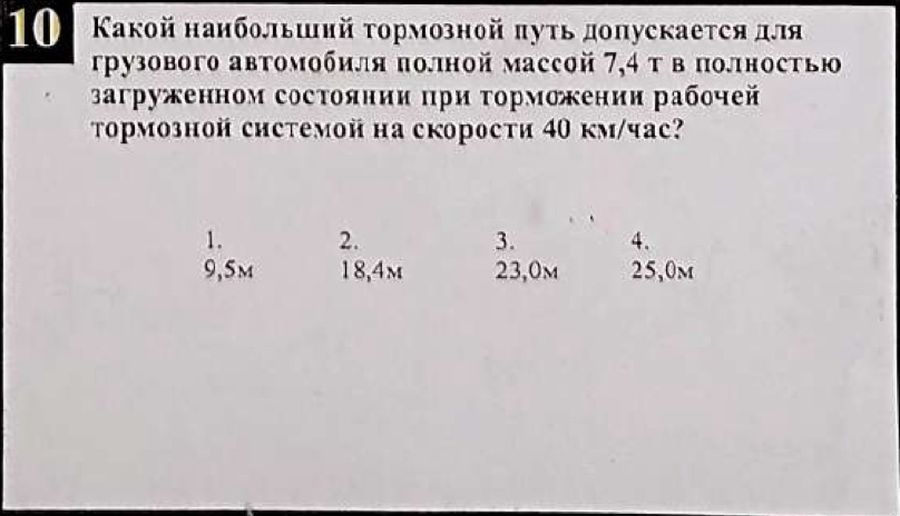 10
Какой наибольший тормозной путь допускается для
грузового автомобиля полной массой 7,4 т в полностью
загруженном состоянии при торможении рабочей
тормозной системой на скорости 40 км/час?
1. 2. 3. 4.
9,5м 18,4м 23,0м 25,0м